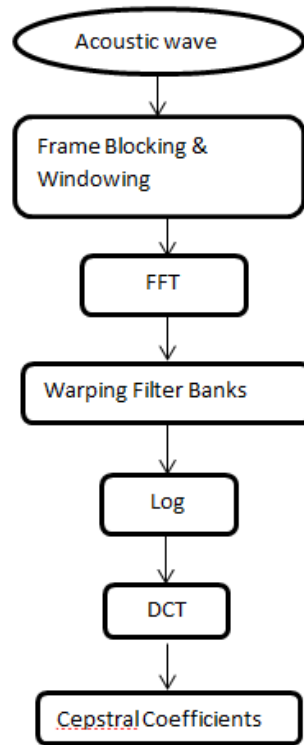 Acoustic wave
Frame Blocking &
Windowing
FFT
Warping Filter Banks
Log
DCT
Cepstral Coefficients